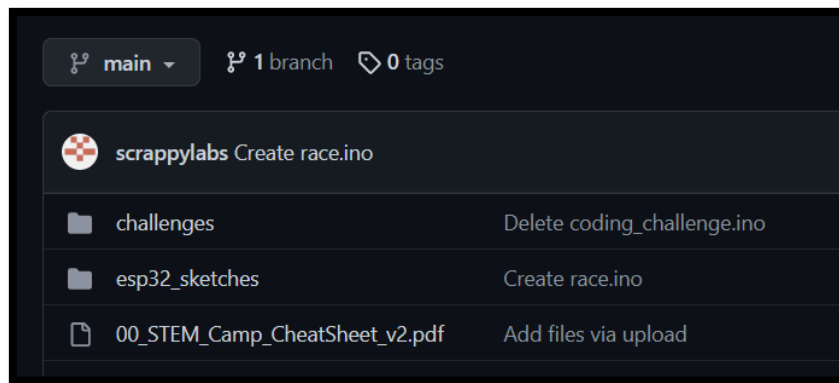 main 1 branch 0 tags
scrappylabs Create race.ino
challenges Delete coding_challenge.ino
esp32_sketches Create race.ino
00_STEM_Camp_CheatSheet_v2.pdf Add files via upload